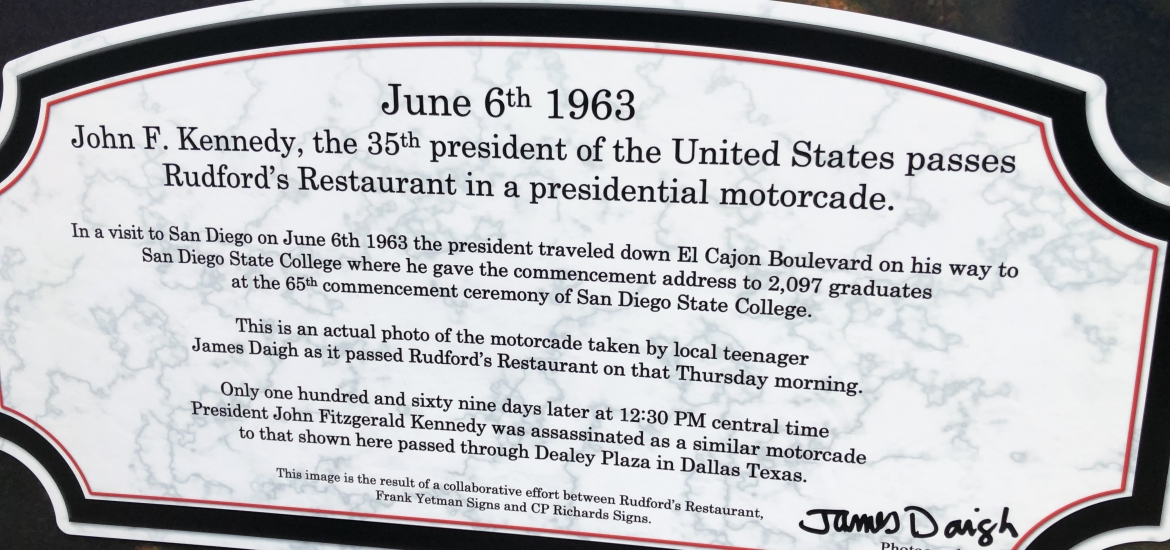 June 6th 1963
John F. Kennedy, the 35th president of the United States passes
Rudford's Restaurant in a presidential motorcade.
In a visit to San Diego on June 6th 1963 the president traveled down El Cajon Boulevard on his way to
San Diego State College where he gave the commencement address to 2,097 graduates
at the 65th commencement ceremony of San Diego State College.
This is an actual photo of the motorcade taken by local teenager
James Daigh as it passed Rudford's Restaurant on that Thursday morning.
Only one hundred and sixty nine days later at 12:30 PM central time
President John Fitzgerald Kennedy was assassinated as a similar motorcade
to that shown here passed through Dealey Plaza in Dallas Texas.
This image is the result of a collaborative effort between Rudford's Restaurant,
Frank Yetman Signs and CP Richards Signs.
James Daigh